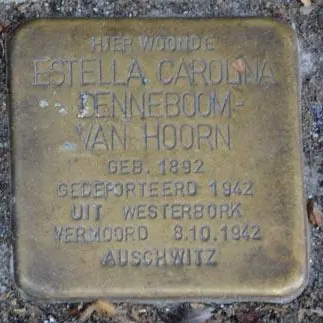 HIER WOONDE
ESTELLA CAROLINA
DENNEBOOM-
VAN HOORN
GEB. 1892
GEDEPORTEERD 1942
UIT WESTERBORK
VERMOORD 8.10.1942
AUSCHWITZ